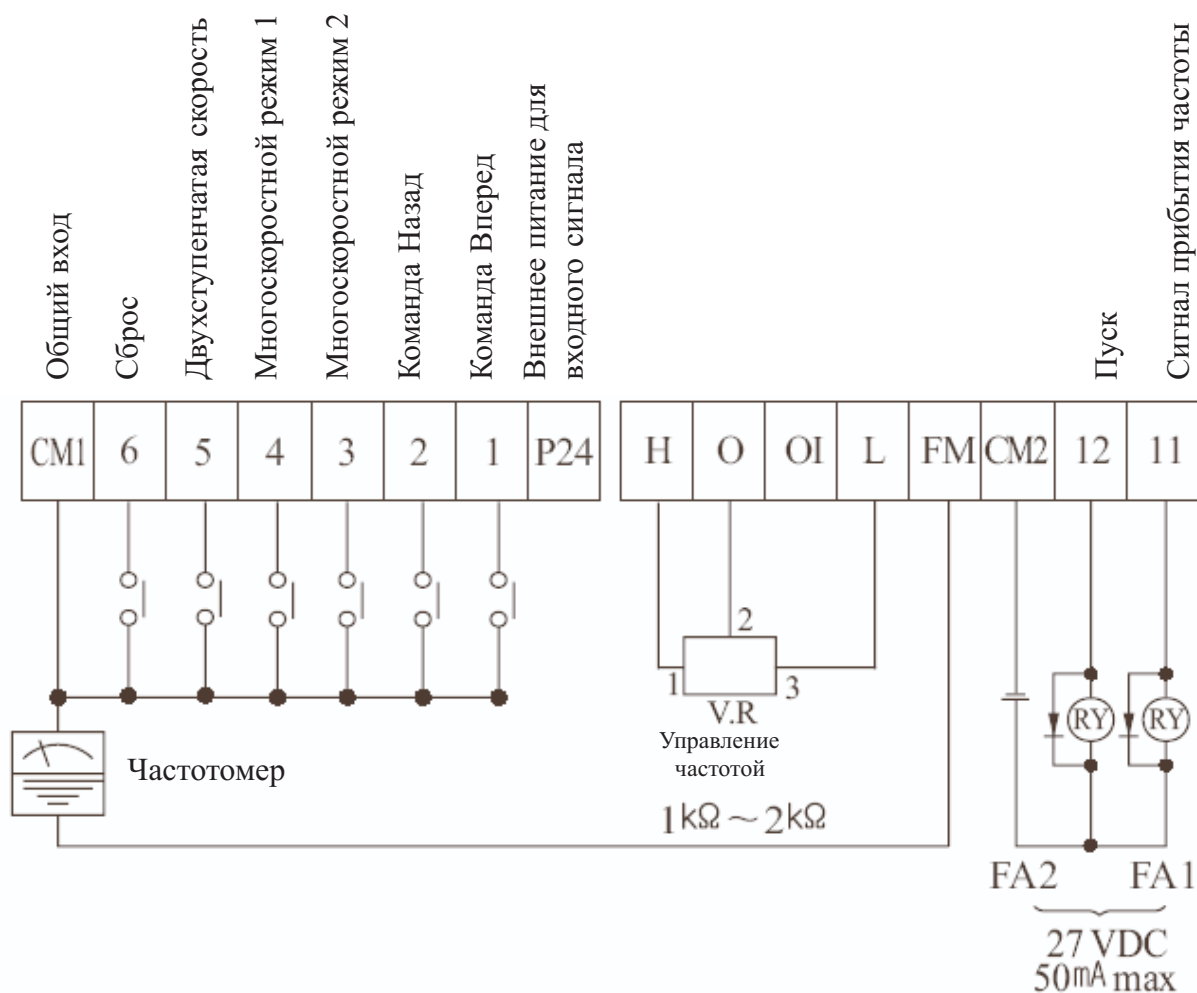 Общий вход
Сброс
Двухступенчатая скорость
Многоскоростной режим 1
Многоскоростной режим 2
Команда Назад
Команда Вперед
Внешнее питание для
входного сигнала
Пуск
Сигнал прибытия частоты
CM1 6 5 4 3 2 1 P24 H O OI L FM CM2 12 11
2
1 3
V.R
Управление
частотой
RY RY
Частотомер
1kΩ ~ 2kΩ
FA2 FA1
27 VDC
50mA max